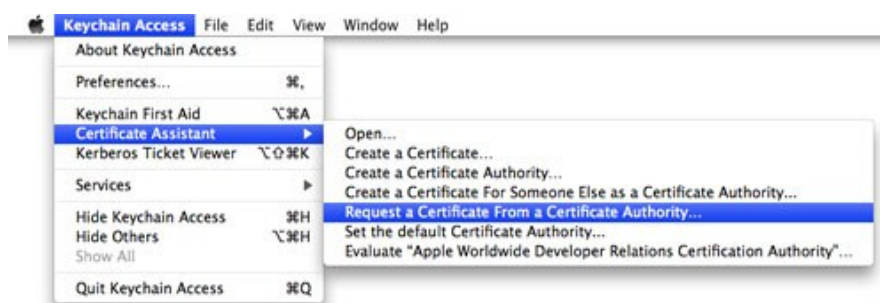 Keychain Access File Edit View Window Help
About Keychain Access
Preferences... ⌘,
Keychain First Aid ⌥⌘A
Certificate Assistant ▶
Kerberos Ticket Viewer ⌥⇧⌘K
Services ▶
Hide Keychain Access ⌘H
Hide Others ⌥⌘H
Show All
Quit Keychain Access ⌘Q
Open...
Create a Certificate...
Create a Certificate Authority...
Create a Certificate For Someone Else as a Certificate Authority...
Request a Certificate From a Certificate Authority...
Set the default Certificate Authority...
Evaluate "Apple Worldwide Developer Relations Certification Authority"...